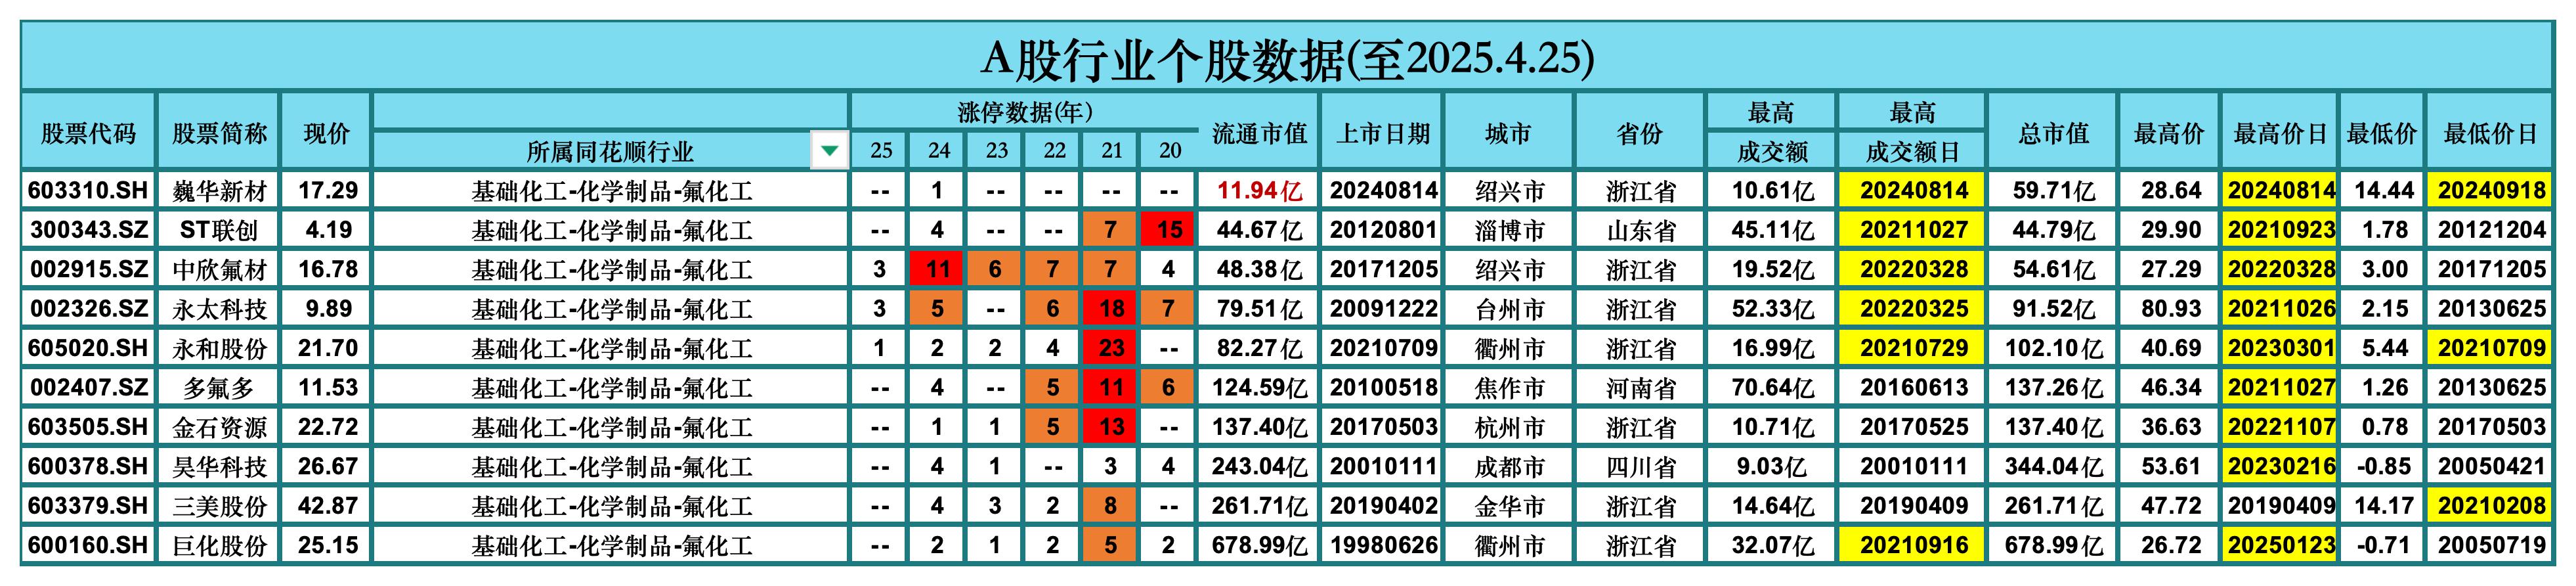 A股行业个股数据(至2025.4.25)
股票代码 股票简称 现价 所属同花顺行业 涨停数据(年) 25 24 23 22 21 20 流通市值 上市日期 城市 省份 最高成交额 最高成交额日 总市值 最高价 最高价日 最低价 最低价日
603310.SH 巍华新材 17.29 基础化工-化学制品-氟化工 -- 1 -- -- -- -- 11.94亿 20240814 绍兴市 浙江省 10.61亿 20240814 59.71亿 28.64 20240814 14.44 20240918
300343.SZ ST联创 4.19 基础化工-化学制品-氟化工 -- 4 -- -- 7 15 44.67亿 20120801 淄博市 山东省 45.11亿 20211027 44.79亿 29.90 20210923 1.78 20121204
002915.SZ 中欣氟材 16.78 基础化工-化学制品-氟化工 3 11 6 7 7 4 48.38亿 20171205 绍兴市 浙江省 19.52亿 20220328 54.61亿 27.29 20220328 3.00 20171205
002326.SZ 永太科技 9.89 基础化工-化学制品-氟化工 3 5 -- 6 18 7 79.51亿 20091222 台州市 浙江省 52.33亿 20220325 91.52亿 80.93 20211026 2.15 20130625
605020.SH 永和股份 21.70 基础化工-化学制品-氟化工 1 2 2 4 23 -- 82.27亿 20210709 衢州市 浙江省 16.99亿 20210729 102.10亿 40.69 20230301 5.44 20210709
002407.SZ 多氟多 11.53 基础化工-化学制品-氟化工 -- 4 -- 5 11 6 124.59亿 20100518 焦作市 河南省 70.64亿 20160613 137.26亿 46.34 20211027 1.26 20130625
603505.SH 金石资源 22.72 基础化工-化学制品-氟化工 -- 1 1 5 13 -- 137.40亿 20170503 杭州市 浙江省 10.71亿 20170525 137.40亿 36.63 20221107 0.78 20170503
600378.SH 昊华科技 26.67 基础化工-化学制品-氟化工 -- 4 1 -- 3 4 243.04亿 20010111 成都市 四川省 9.03亿 20010111 344.04亿 53.61 20230216 -0.85 20050421
603379.SH 三美股份 42.87 基础化工-化学制品-氟化工 -- 4 3 2 8 -- 261.71亿 20190402 金华市 浙江省 14.64亿 20190409 261.71亿 47.72 20190409 14.17 20210208
600160.SH 巨化股份 25.15 基础化工-化学制品-氟化工 -- 2 1 2 5 2 678.99亿 19980626 衢州市 浙江省 32.07亿 20210916 678.99亿 26.72 20250123 -0.71 20050719